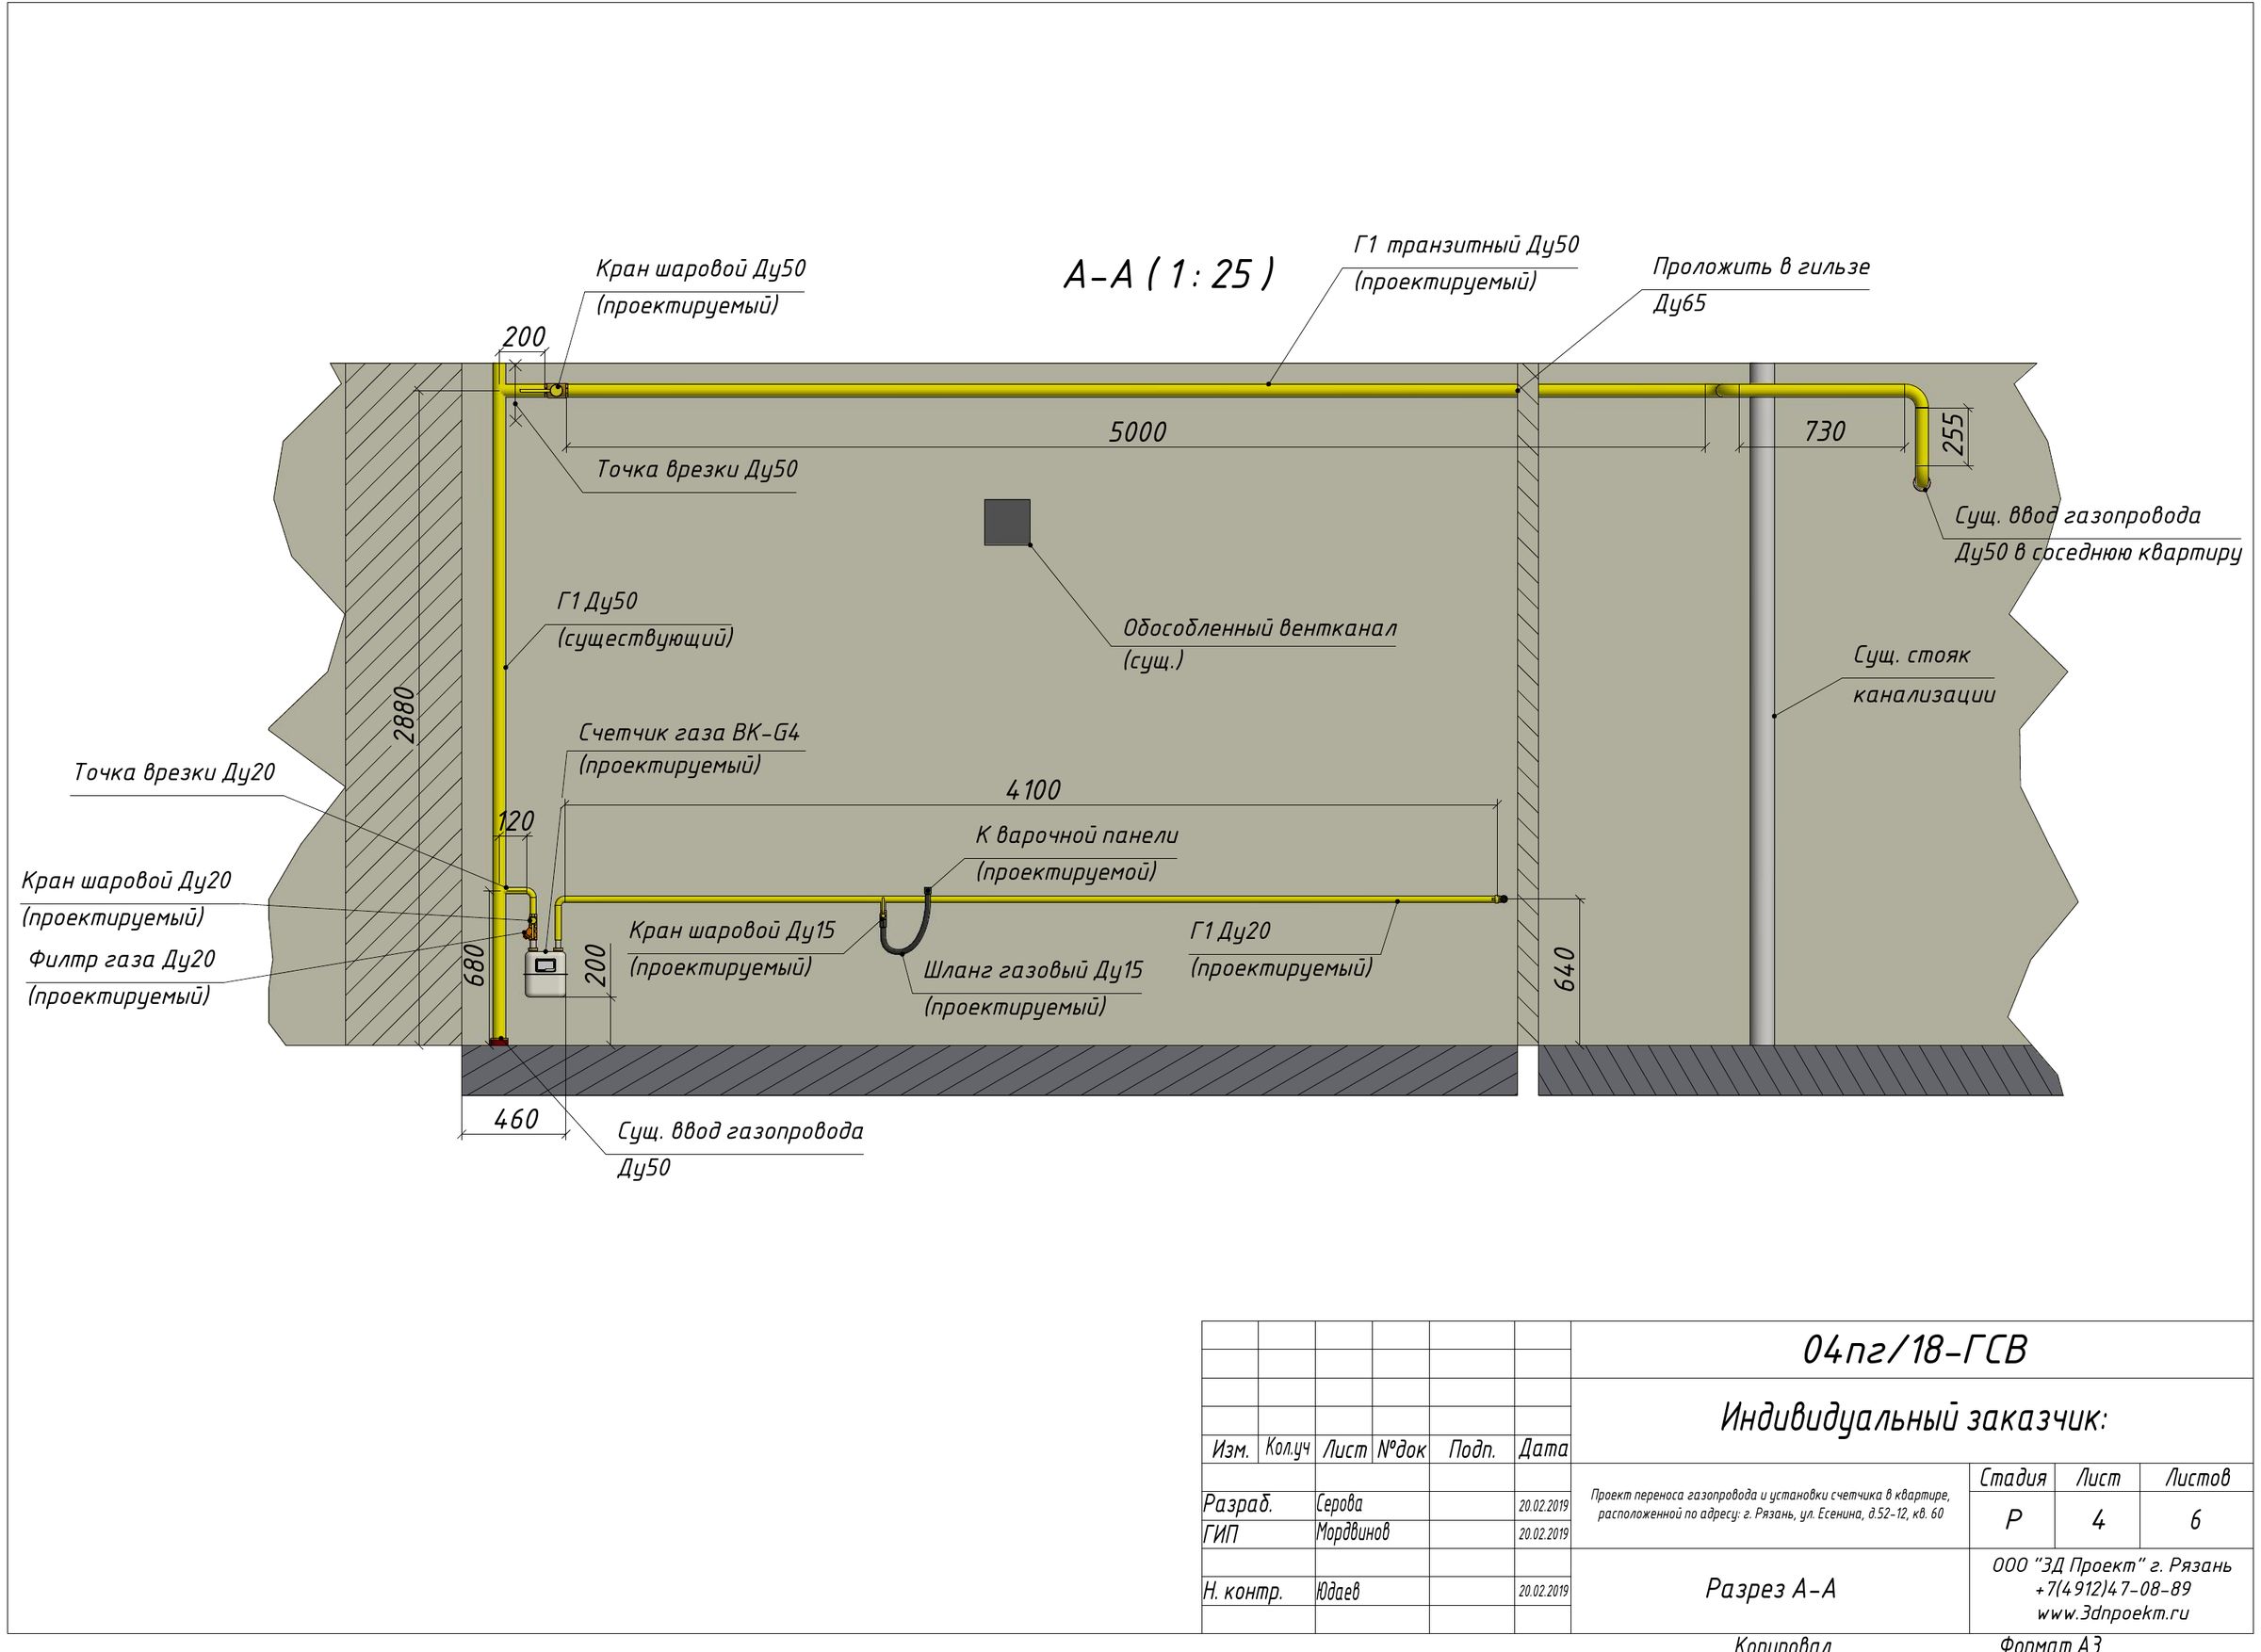 А-А ( 1 : 25 )
Кран шаровой Ду50
(проектируемый)
Г1 транзитный Ду50
(проектируемый)
Проложить в гильзе
Ду65
200
5000
730
255
Точка врезки Ду50
Сущ. ввод газопровода
Ду50 в соседнюю квартиру
Г1 Ду50
(существующий)
Обособленный вентканал
(сущ.)
Сущ. стояк
канализации
2880
Счетчик газа ВК-G4
(проектируемый)
Точка врезки Ду20
4100
120
К варочной панели
(проектируемой)
Кран шаровой Ду20
(проектируемый)
Филтр газа Ду20
(проектируемый)
680
Кран шаровой Ду15
(проектируемый)
200
Шланг газовый Ду15
(проектируемый)
Г1 Ду20
(проектируемый)
640
460
Сущ. ввод газопровода
Ду50
04пг/18-ГСВ
Индивидуальный заказчик:
Изм. Кол.уч Лист №док Подп. Дата
Проект переноса газопровода и установки счетчика в квартире,
расположенной по адресу: г. Рязань, ул. Есенина, д.52-12, кв. 60
Стадия Лист Листов
Р 4 6
Разраб. Серова 20.02.2019
ГИП Мордвинов 20.02.2019
Н. контр. Юдаев 20.02.2019
Разрез А-А
ООО "3Д Проект" г. Рязань
+7(4912)47-08-89
www.3dпроект.ru
Копировал
Формат А3